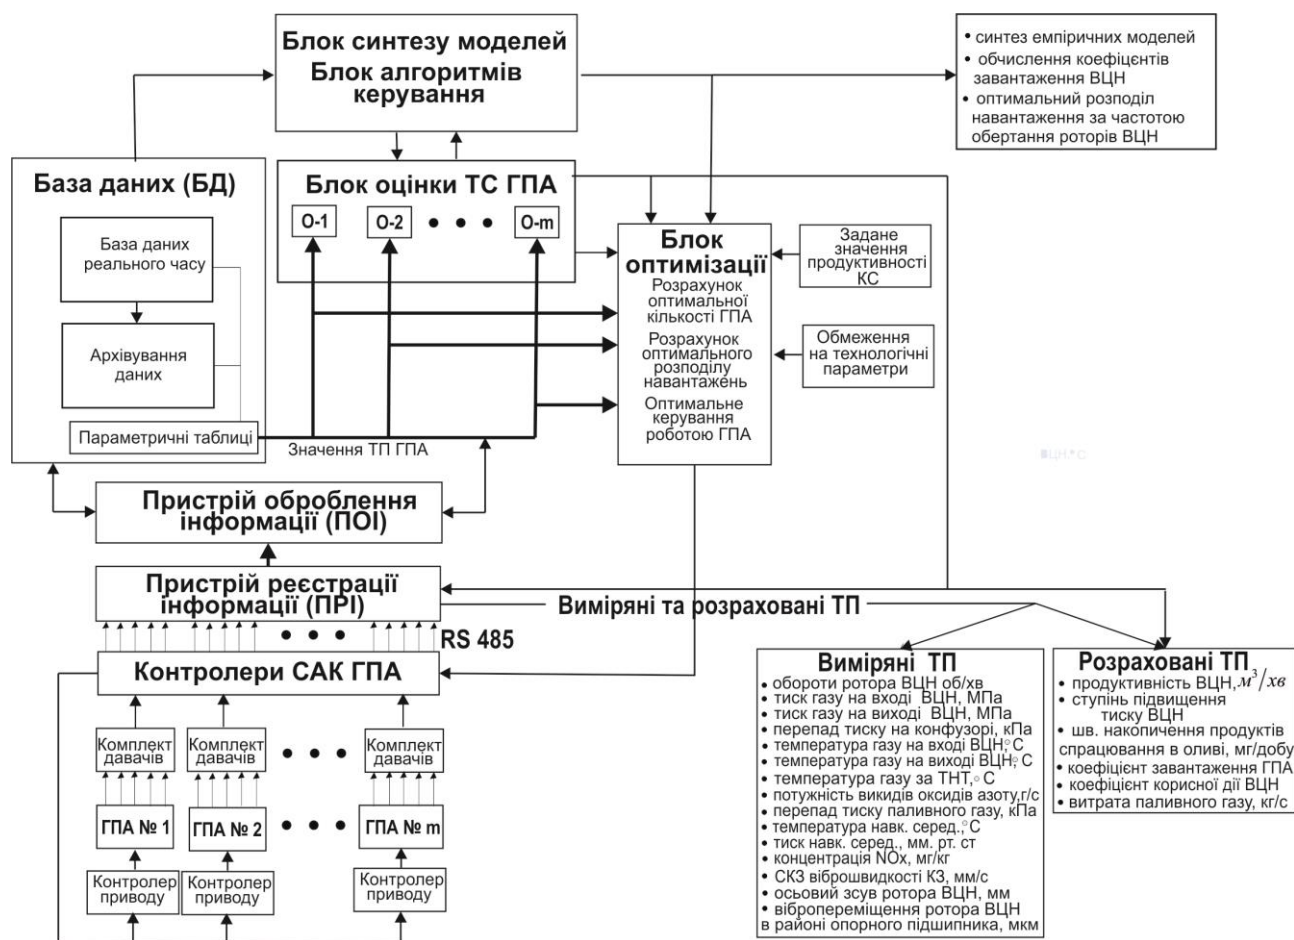 Блок синтезу моделей
Блок алгоритмів
керування
• синтез емпіричних моделей
• обчислення коефіцєнтів
завантаження ВЦН
• оптимальний розподіл
навантаження за частотою
обертання роторів ВЦН
База даних (БД)
База даних
реального часу
Архівування
даних
Параметричні таблиці
Блок оцінки ТС ГПА
О-1
О-2
• • •
О-m
Значення ТП ГПА
Блок
оптимізації
Розрахунок
оптимальної
кількості ГПА
Розрахунок
оптимального
розподілу
навантажень
Оптимальне
керування
роботою ГПА
Задане
значення
продуктивності
КС
Обмеження
на технологічні
параметри
Пристрій оброблення
інформації (ПОІ)
Пристрій реєстрації
інформації (ПРІ)
Виміряні та розраховані ТП
• • •
RS 485
Контролери САК ГПА
Комплект
давачів
Комплект
давачів
• • •
Комплект
давачів
ГПА № 1
ГПА № 2
• • •
ГПА № m
Контролер
приводу
Контролер
приводу
Контролер
приводу
Виміряні ТП
• обороти ротора ВЦН об/хв
• тиск газу на вході ВЦН, МПа
• тиск газу на виході ВЦН, МПа
• перепад тиску на конфузорі, кПа
• температура газу на вході ВЦН,°С
• температура газу на виході ВЦН,°С
• температура газу за ТНТ,°С
• потужність викидів оксидів азоту,г/с
• перепад тиску паливного газу, кПа
• температура навк. серед.,°С
• тиск навк. серед., мм. рт. ст
• концентрація NOx, мг/кг
• СКЗ віброшвидкості КЗ, мм/с
• осьовий зсув ротора ВЦН, мм
• вібропереміщення ротора ВЦН
в районі опорного підшипника, мкм
Розраховані ТП
• продуктивність ВЦН, м³/хв
• ступінь підвищення
тиску ВЦН
• шв. накопичення продуктів
спрацювання в оливі, мг/добу
• коефіцієнт завантаження ГПА
• коефіцієнт корисної дії ВЦН
• витрата паливного газу, кг/с